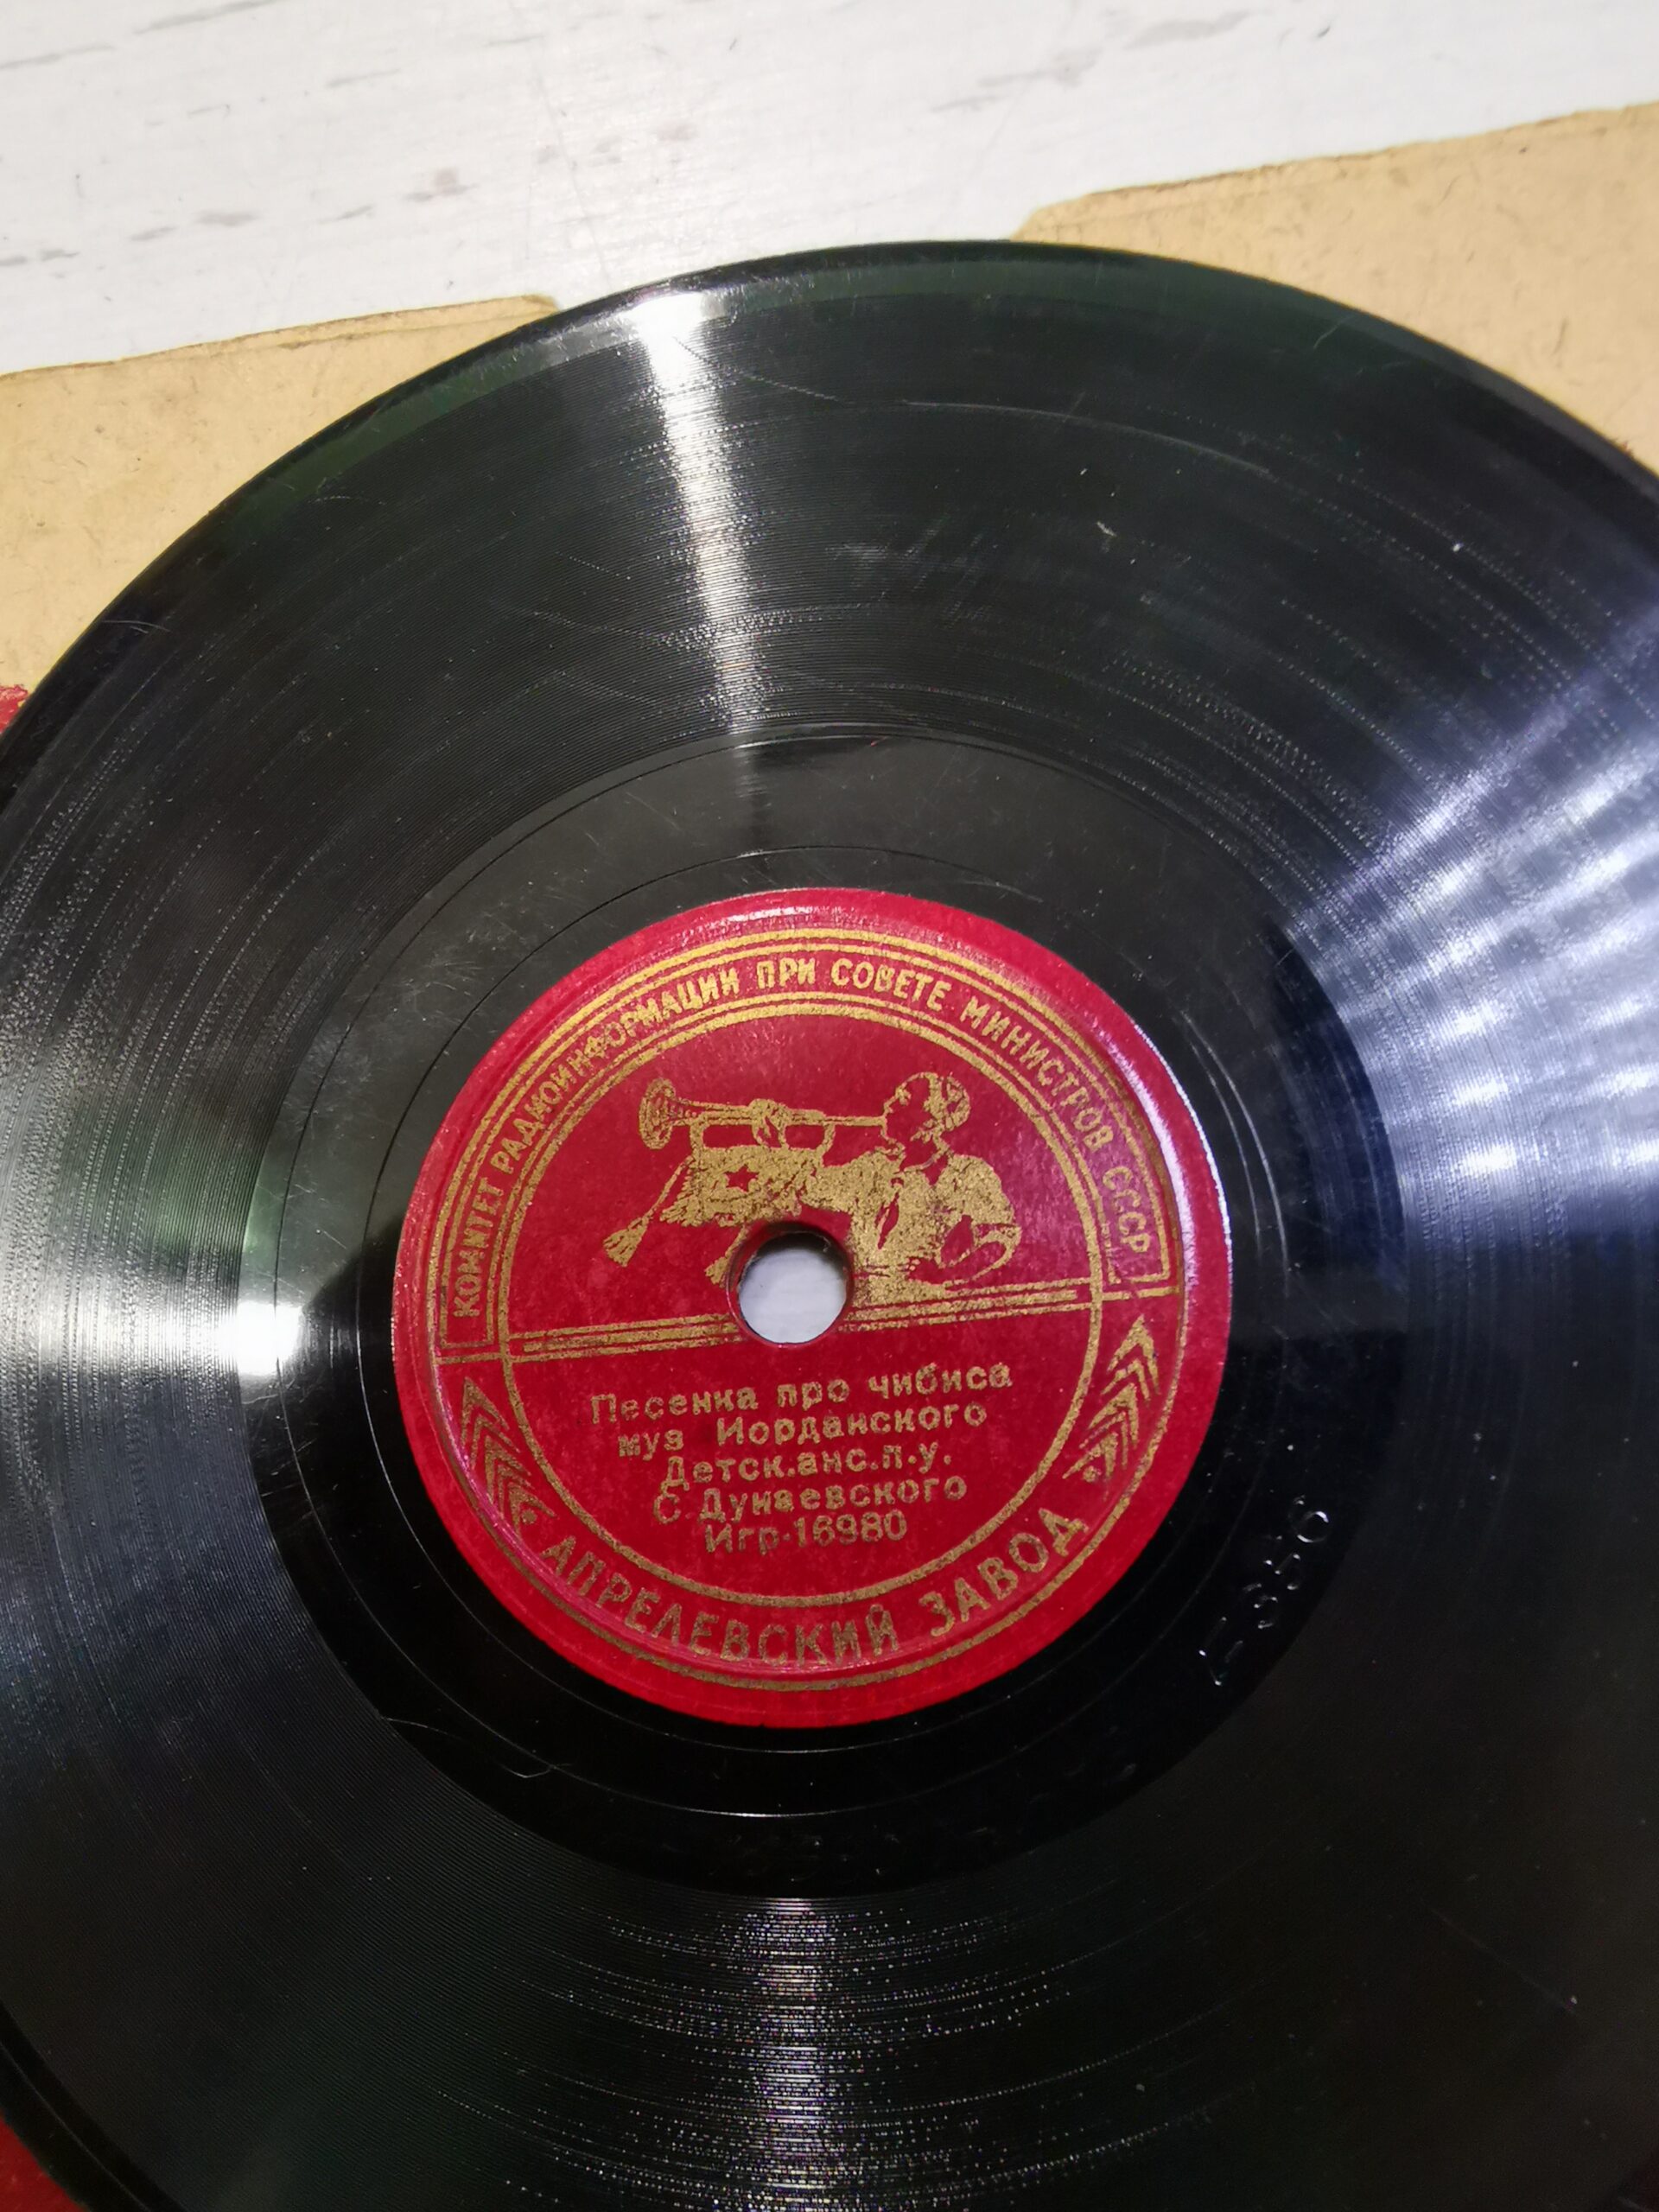 КОМИТЕТ РАДИОИНФОРМАЦИИ ПРИ СОВЕТЕ МИНИСТРОВ СССР
Песенка про чибиса
муз Иорданского
Детск.анс.п.у.
С.Дунаевского
Игр·16980
АПРЕЛЕВСКИЙ ЗАВОД